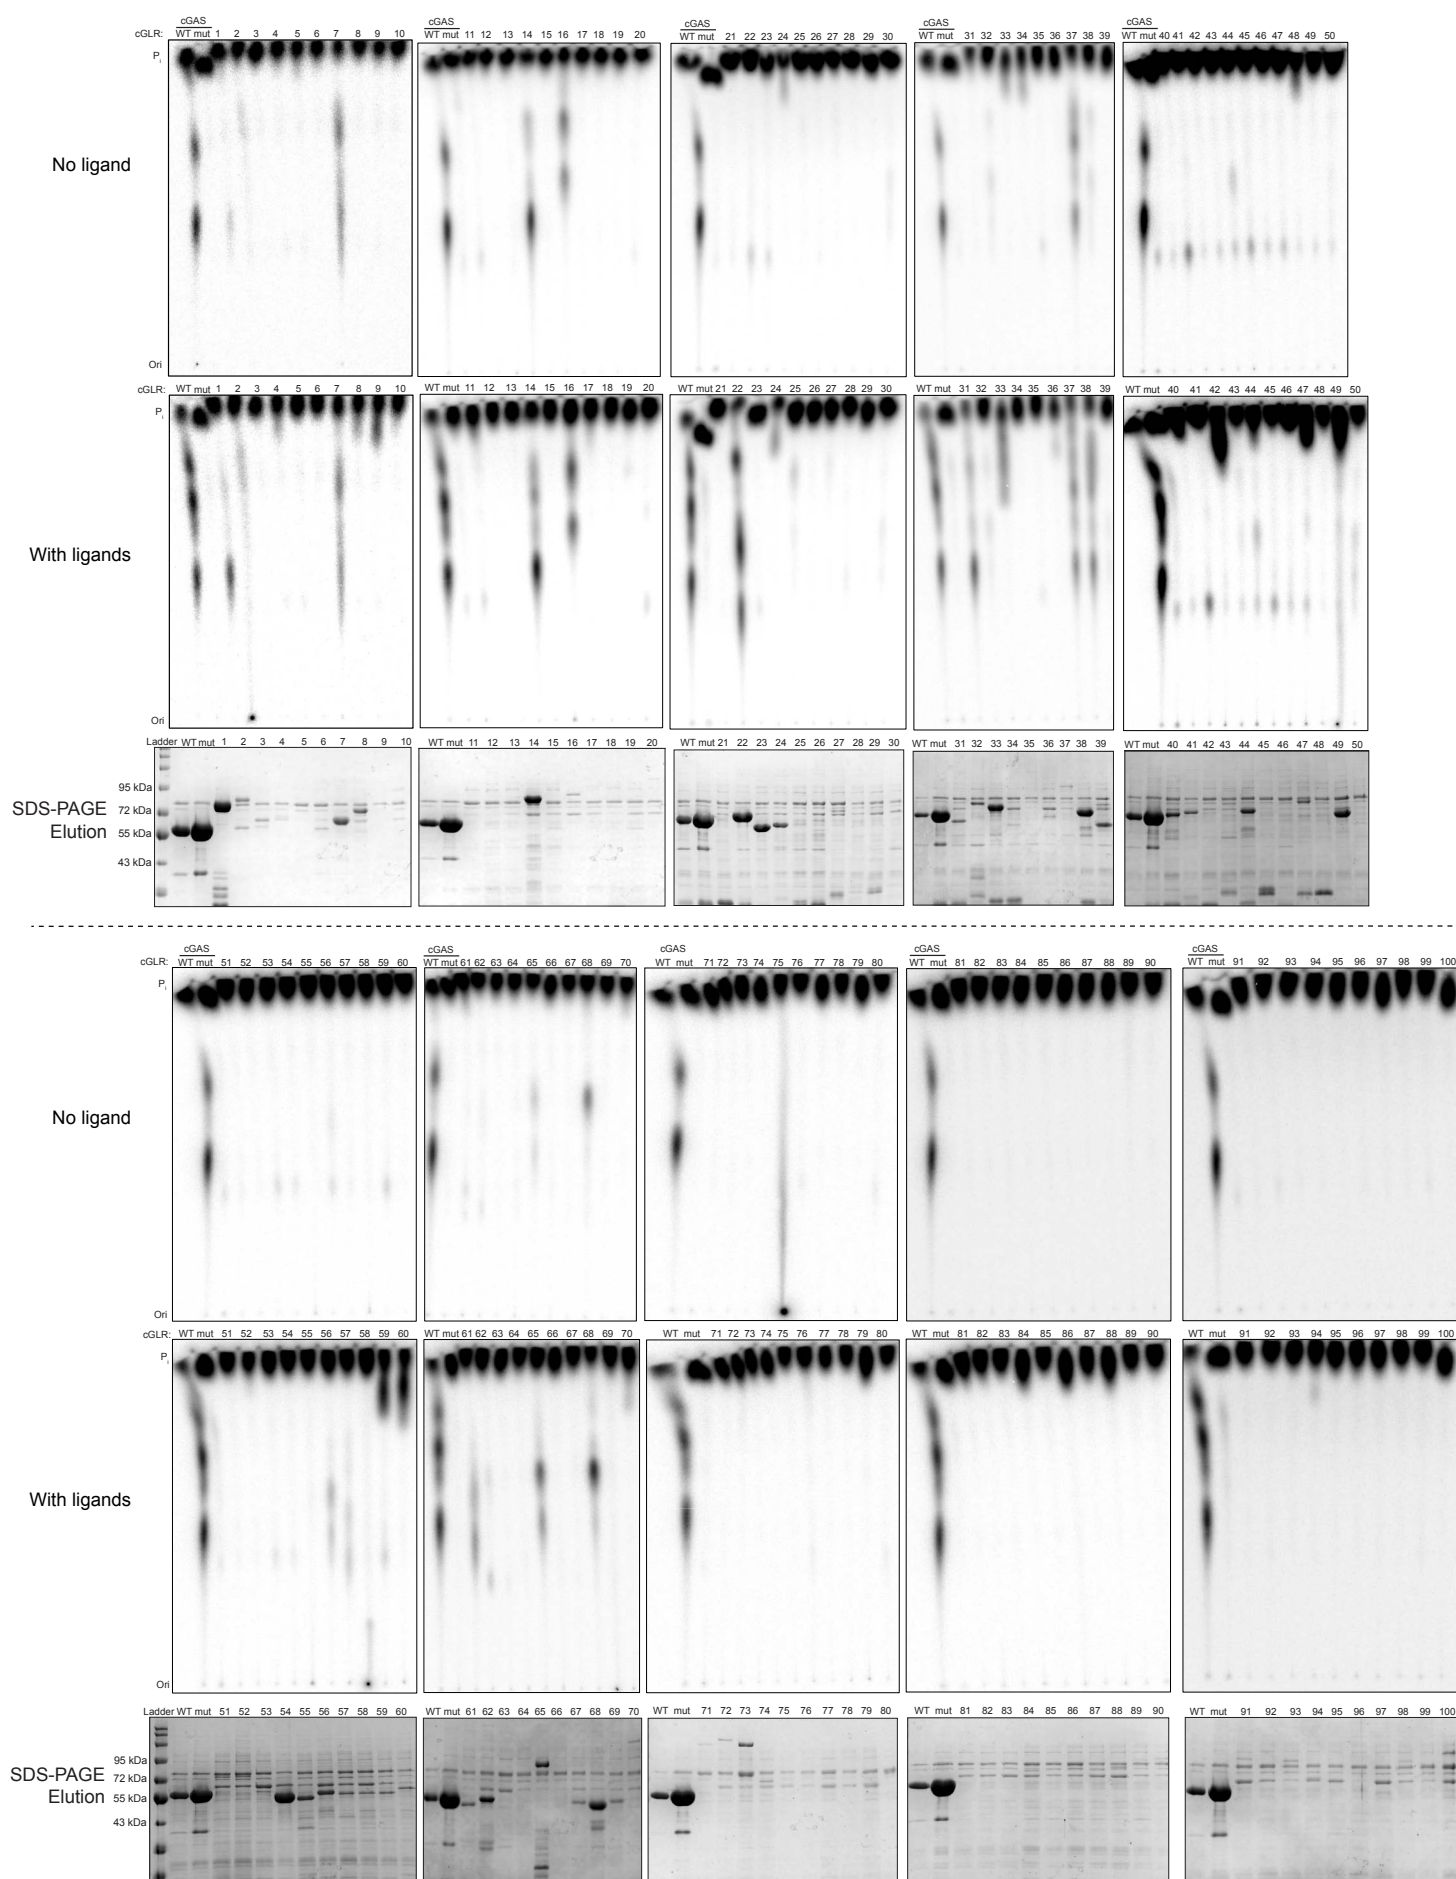 cGAS cGAS cGAS cGAS cGAS
cGLR: WT mut 1 2 3 4 5 6 7 8 9 10 WT mut 11 12 13 14 15 16 17 18 19 20 WT mut 21 22 23 24 25 26 27 28 29 30 WT mut 31 32 33 34 35 36 37 38 39 WT mut 40 41 42 43 44 45 46 47 48 49 50
Pi
No ligand
Ori
cGLR: WT mut 1 2 3 4 5 6 7 8 9 10 WT mut 11 12 13 14 15 16 17 18 19 20 WT mut 21 22 23 24 25 26 27 28 29 30 WT mut 31 32 33 34 35 36 37 38 39 WT mut 40 41 42 43 44 45 46 47 48 49 50
Pi
With ligands
Ori
Ladder WT mut 1 2 3 4 5 6 7 8 9 10 WT mut 11 12 13 14 15 16 17 18 19 20 WT mut 21 22 23 24 25 26 27 28 29 30 WT mut 31 32 33 34 35 36 37 38 39 WT mut 40 41 42 43 44 45 46 47 48 49 50
95 kDa
SDS-PAGE
72 kDa
Elution
55 kDa
43 kDa
cGAS cGAS cGAS cGAS cGAS
cGLR: WT mut 51 52 53 54 55 56 57 58 59 60 WT mut 61 62 63 64 65 66 67 68 69 70 WT mut 71 72 73 74 75 76 77 78 79 80 WT mut 81 82 83 84 85 86 87 88 89 90 WT mut 91 92 93 94 95 96 97 98 99 100
Pi
No ligand
Ori
cGLR: WT mut 51 52 53 54 55 56 57 58 59 60 WT mut 61 62 63 64 65 66 67 68 69 70 WT mut 71 72 73 74 75 76 77 78 79 80 WT mut 81 82 83 84 85 86 87 88 89 90 WT mut 91 92 93 94 95 96 97 98 99 100
Pi
With ligands
Ori
Ladder WT mut 51 52 53 54 55 56 57 58 59 60 WT mut 61 62 63 64 65 66 67 68 69 70 WT mut 71 72 73 74 75 76 77 78 79 80 WT mut 81 82 83 84 85 86 87 88 89 90 WT mut 91 92 93 94 95 96 97 98 99 100
95 kDa
SDS-PAGE
72 kDa
Elution
55 kDa
43 kDa